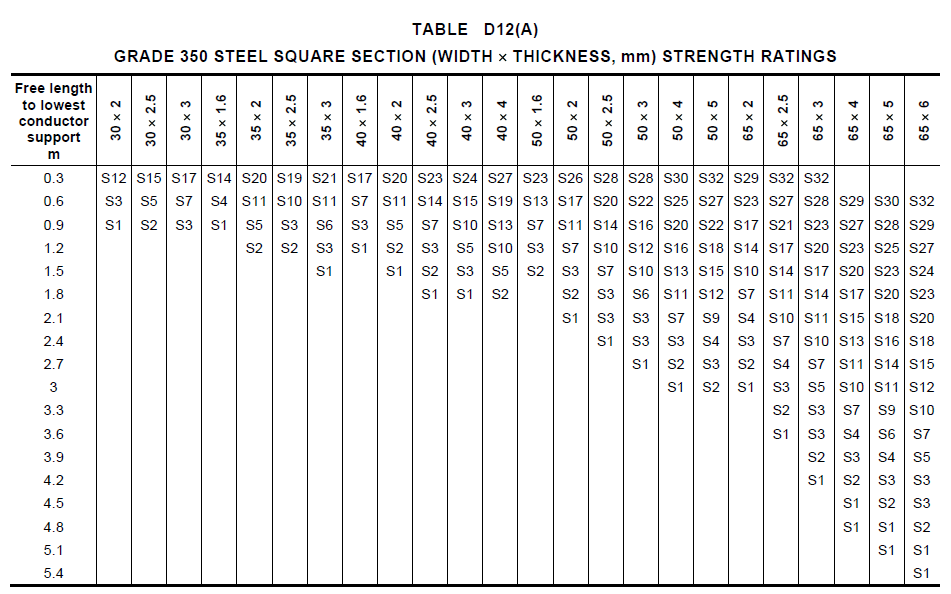 TABLE D12(A)
GRADE 350 STEEL SQUARE SECTION (WIDTH × THICKNESS, mm) STRENGTH RATINGS
Free length
to lowest
conductor
support
m
30 × 2
30 × 2.5
30 × 3
35 × 1.6
35 × 2
35 × 2.5
35 × 3
40 × 1.6
40 × 2
40 × 2.5
40 × 3
40 × 4
50 × 1.6
50 × 2
50 × 2.5
50 × 3
50 × 4
50 × 5
65 × 2
65 × 2.5
65 × 3
65 × 4
65 × 5
65 × 6
0.3 S12 S15 S17 S14 S20 S19 S21 S17 S20 S23 S24 S27 S23 S26 S28 S28 S30 S32 S29 S32 S32
0.6 S3 S5 S7 S4 S11 S10 S11 S7 S11 S14 S15 S19 S13 S17 S20 S22 S25 S27 S23 S27 S28 S29 S30 S32
0.9 S1 S2 S3 S1 S5 S3 S6 S3 S5 S7 S10 S13 S7 S11 S14 S16 S20 S22 S17 S21 S23 S27 S28 S29
1.2 S2 S2 S3 S1 S2 S3 S5 S10 S3 S7 S10 S12 S16 S18 S14 S17 S20 S23 S25 S27
1.5 S1 S1 S2 S3 S5 S2 S3 S7 S10 S13 S15 S10 S14 S17 S20 S23 S24
1.8 S1 S1 S2 S2 S3 S6 S11 S12 S7 S11 S14 S17 S20 S23
2.1 S1 S3 S3 S7 S9 S4 S10 S11 S15 S18 S20
2.4 S1 S3 S3 S4 S3 S7 S10 S13 S16 S18
2.7 S1 S2 S3 S2 S4 S7 S11 S14 S15
3 S1 S2 S1 S3 S5 S10 S11 S12
3.3 S2 S3 S7 S9 S10
3.6 S1 S3 S4 S6 S7
3.9 S2 S3 S4 S5
4.2 S1 S2 S3 S3
4.5 S1 S2 S3
4.8 S1 S1 S2
5.1 S1 S1
5.4 S1